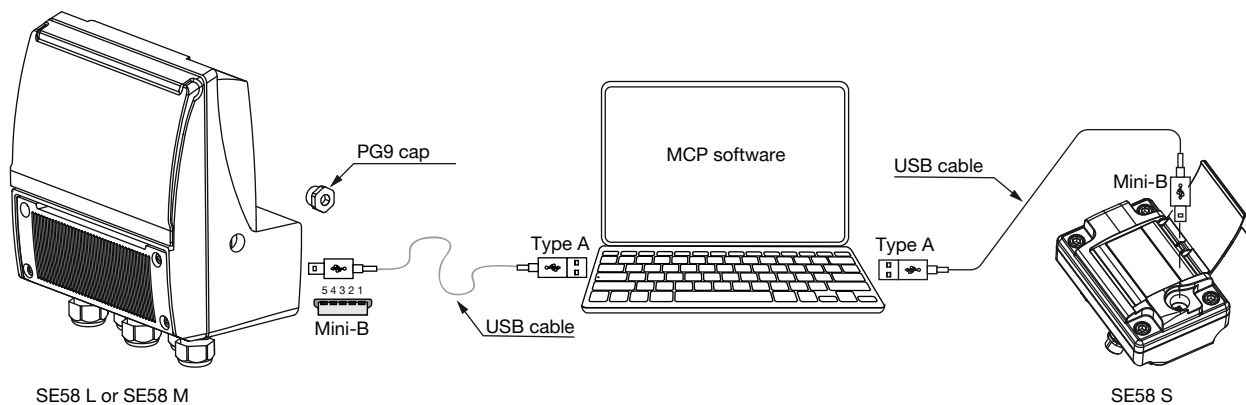 PG9 cap
MCP software
USB cable
Mini-B
Type A
Type A
5 4 3 2 1
Mini-B
USB cable
SE58 L or SE58 M
SE58 S